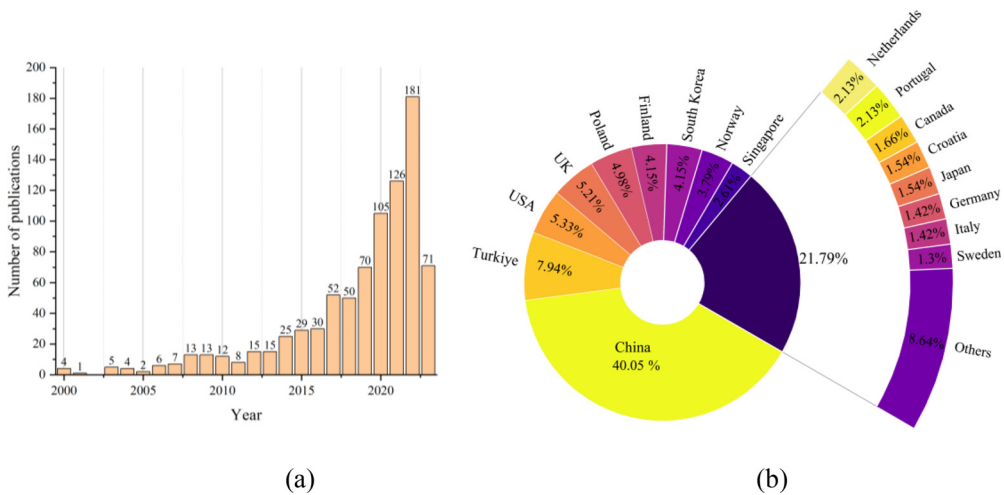 200
180
160
140
120
100
80
60
40
20
0
Number of publications
4
1
5
4
2
6
7
13
13
12
8
15
15
25
29
30
52
50
70
105
126
181
71
2000
2005
2010
2015
2020
Year
(a)
Turkiye
7.94%
USA
5.33%
UK
5.21%
Poland
4.98%
Finland
4.15%
South Korea
4.15%
Norway
3.79%
Singapore
2.61%
21.79%
China
40.05 %
Netherlands
2.13%
Portugal
2.13%
Canada
1.66%
Croatia
1.54%
Japan
1.54%
Germany
1.42%
Italy
1.42%
Sweden
1.3%
Others
8.64%
(b)